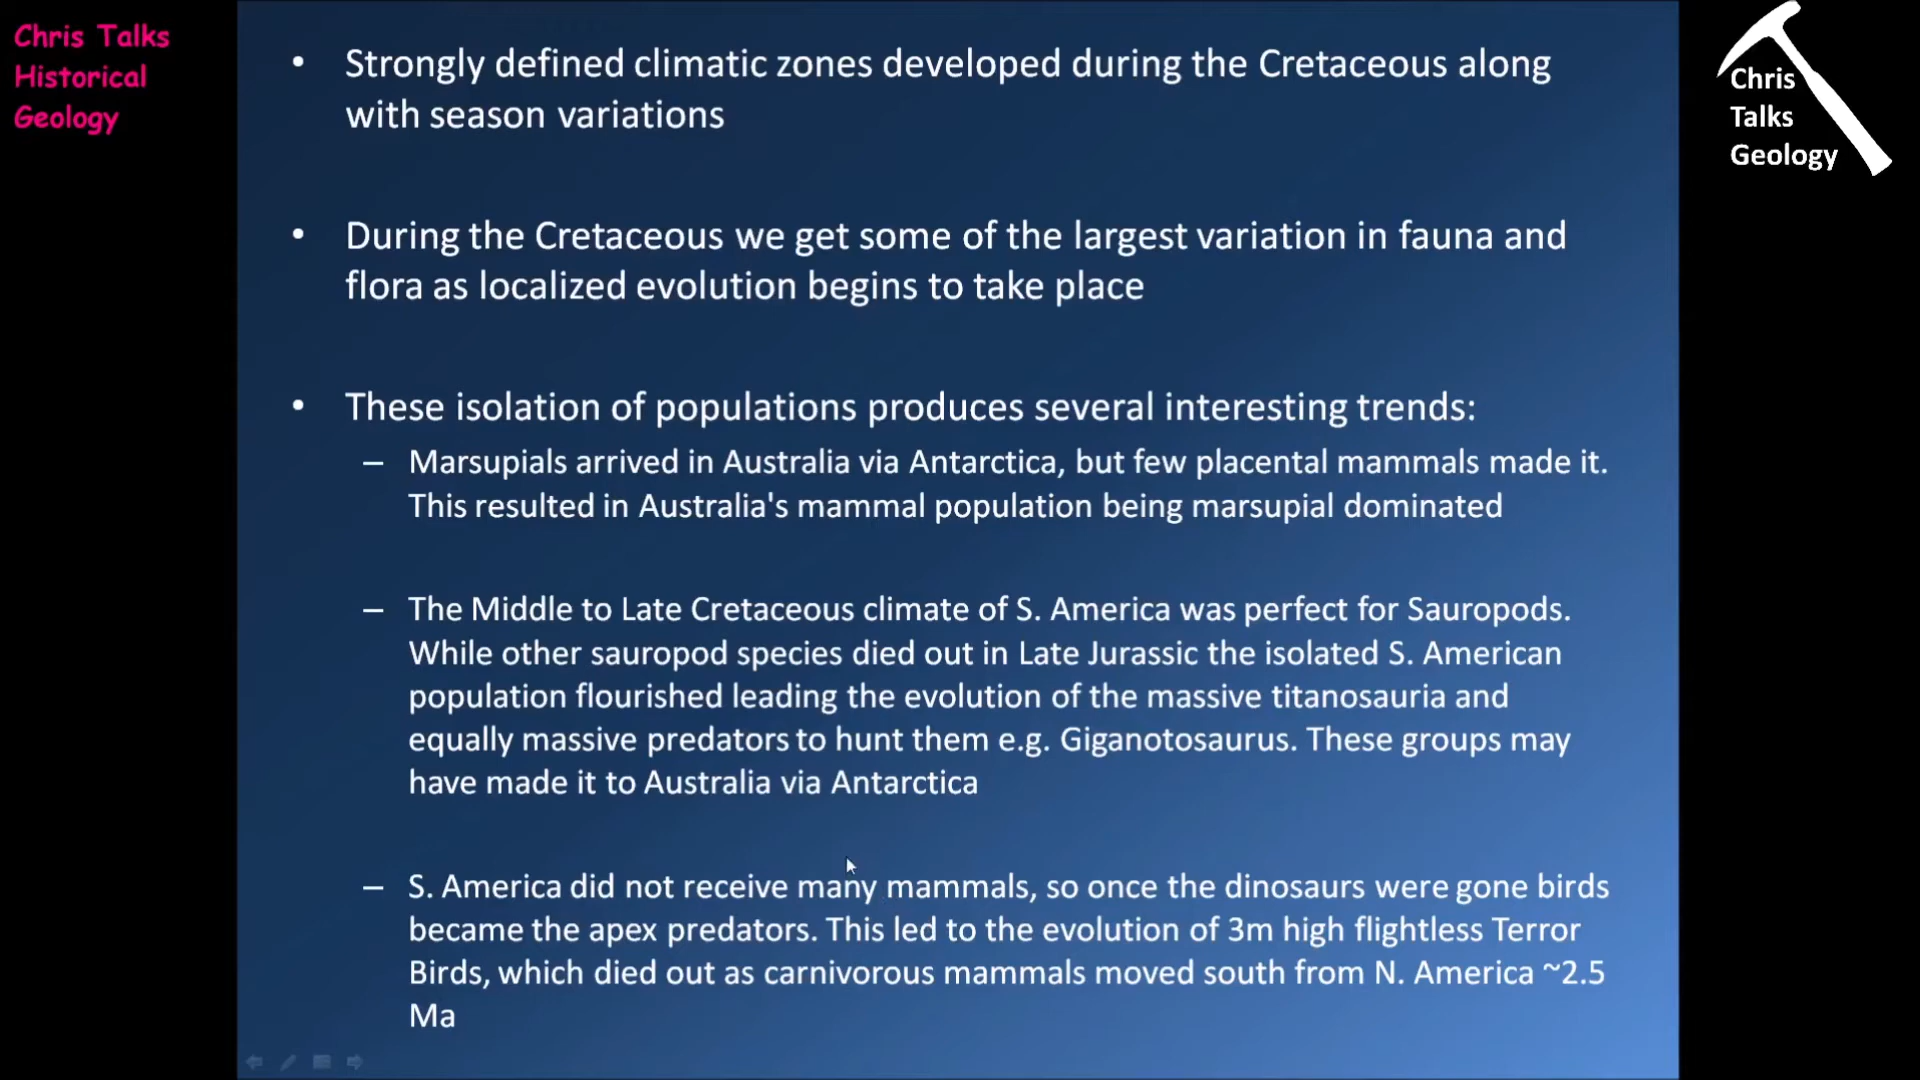 Chris Talks
Historical
Geology
Chris
Talks
Geology
• Strongly defined climatic zones developed during the Cretaceous along
with season variations
• During the Cretaceous we get some of the largest variation in fauna and
flora as localized evolution begins to take place
• These isolation of populations produces several interesting trends:
– Marsupials arrived in Australia via Antarctica, but few placental mammals made it.
This resulted in Australia's mammal population being marsupial dominated
– The Middle to Late Cretaceous climate of S. America was perfect for Sauropods.
While other sauropod species died out in Late Jurassic the isolated S. American
population flourished leading the evolution of the massive titanosauria and
equally massive predators to hunt them e.g. Giganotosaurus. These groups may
have made it to Australia via Antarctica
– S. America did not receive many mammals, so once the dinosaurs were gone birds
became the apex predators. This led to the evolution of 3m high flightless Terror
Birds, which died out as carnivorous mammals moved south from N. America ~2.5
Ma